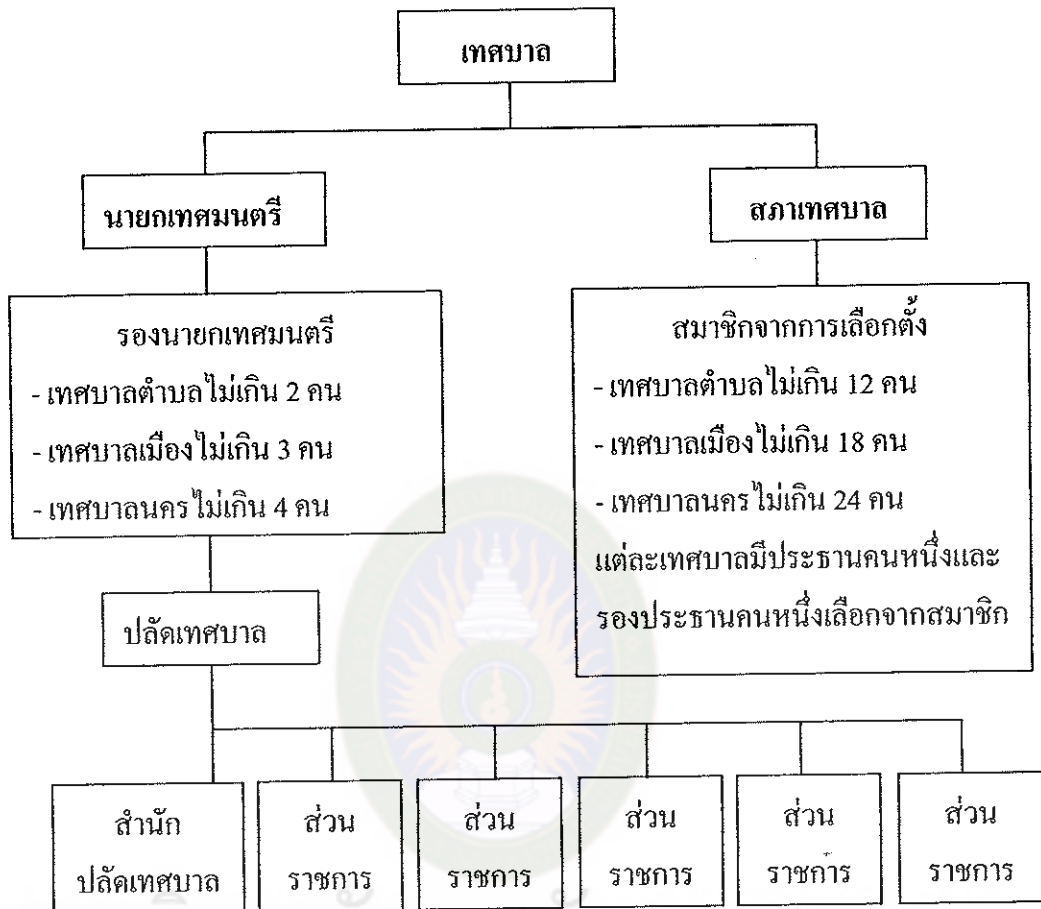 เทศบาล
นายกเทศมนตรี
สภาเทศบาล
รองนายกเทศมนตรี
- เทศบาลตำบลไม่เกิน 2 คน
- เทศบาลเมืองไม่เกิน 3 คน
- เทศบาลนครไม่เกิน 4 คน
สมาชิกจากการเลือกตั้ง
- เทศบาลตำบลไม่เกิน 12 คน
- เทศบาลเมืองไม่เกิน 18 คน
- เทศบาลนครไม่เกิน 24 คน
แต่ละเทศบาลมีประธานคนหนึ่งและ
รองประธานคนหนึ่งเลือกจากสมาชิก
ปลัดเทศบาล
สำนัก
ปลัดเทศบาล
ส่วน
ราชการ
ส่วน
ราชการ
ส่วน
ราชการ
ส่วน
ราชการ
ส่วน
ราชการ